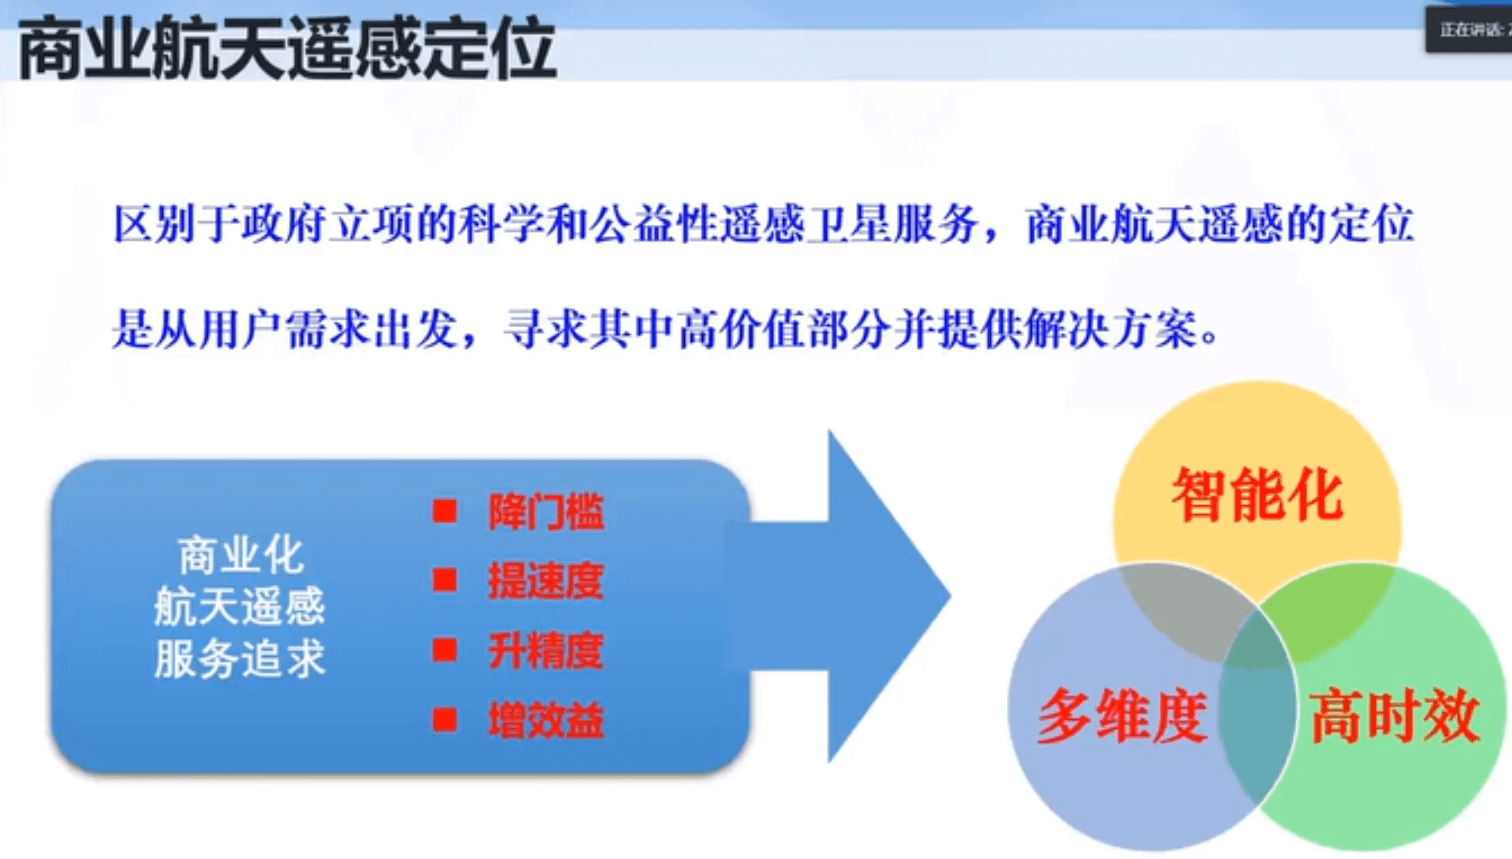 商业航天遥感定位
正在讲话:
区别于政府立项的科学和公益性遥感卫星服务，商业航天遥感的定位
是从用户需求出发，寻求其中高价值部分并提供解决方案。
商业化
航天遥感
服务追求
降门槛
提速度
升精度
增效益
智能化
多维度
高时效